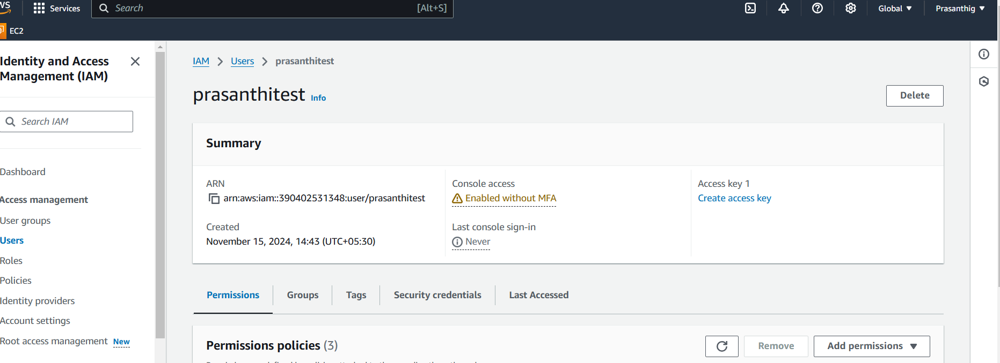 Services
Search
[Alt+S]
Global
Prasanthig
EC2
Identity and Access
Management (IAM)
Search IAM
Dashboard
Access management
User groups
Users
Roles
Policies
Identity providers
Account settings
Root access management New
IAM > Users > prasanthitest
prasanthitest Info
Delete
Summary
ARN
arn:aws:iam::390402531348:user/prasanthitest
Created
November 15, 2024, 14:43 (UTC+05:30)
Console access
Enabled without MFA
Last console sign-in
Never
Access key 1
Create access key
Permissions
Groups
Tags
Security credentials
Last Accessed
Permissions policies (3)
Remove
Add permissions